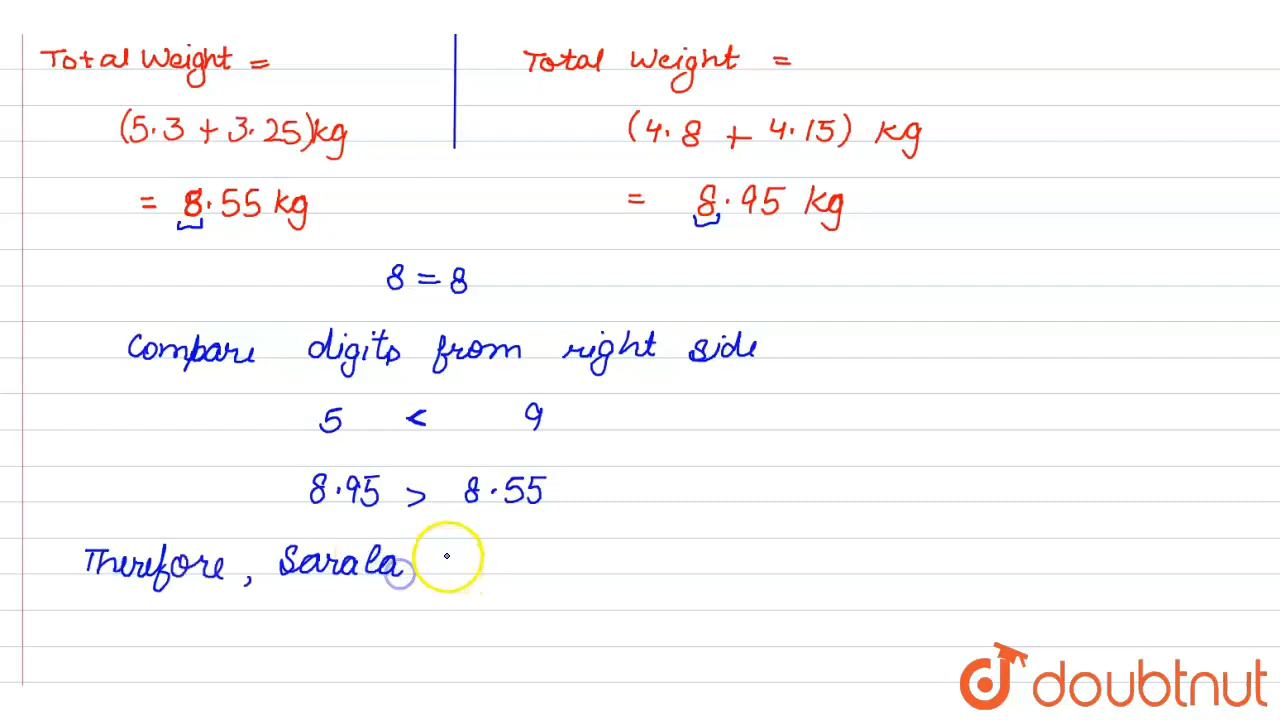 Total Weight =
(5.3 + 3.25)kg
= 8.55 kg
Total Weight =
(4.8 + 4.15) kg
= 8.95 kg
8 = 8
Compare digits from right side
5 < 9
8.95 > 8.55
Therefore, Sarala
doubtnut